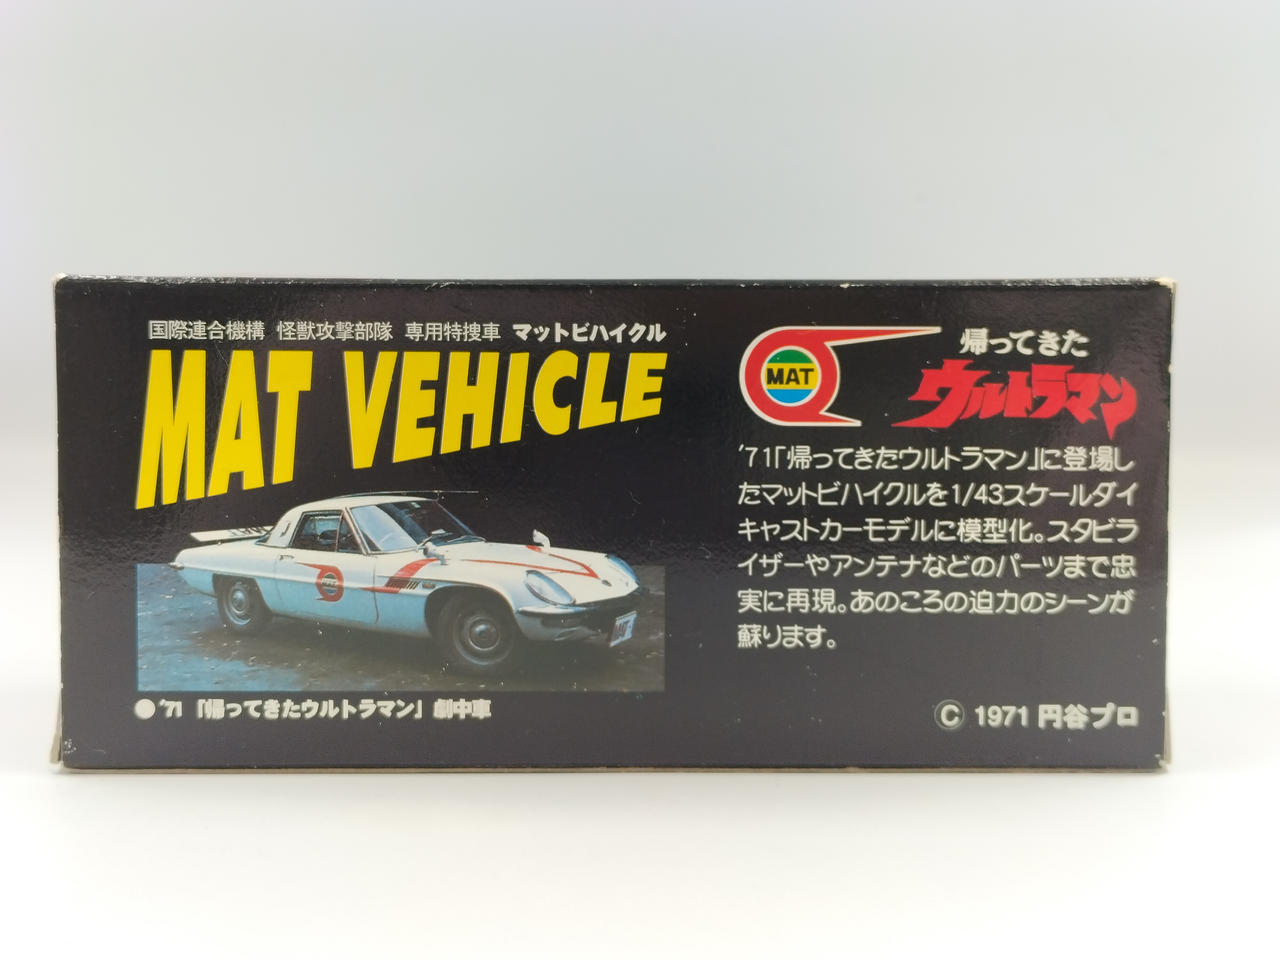 国際連合機構 怪獣攻撃部隊 専用特捜車 マットビハイクル
MAT VEHICLE
MAT
帰ってきた
ウルトラマン
'71「帰ってきたウルトラマン」に登場し
たマットビハイクルを1/43スケールダイ
キャストカーモデルに模型化。スタビラ
イザーやアンテナなどのパーツまで忠
実に再現。あのころの迫力のシーンが
蘇ります。
MAT
MAT
●'71「帰ってきたウルトラマン」劇中車
© 1971 円谷プロ